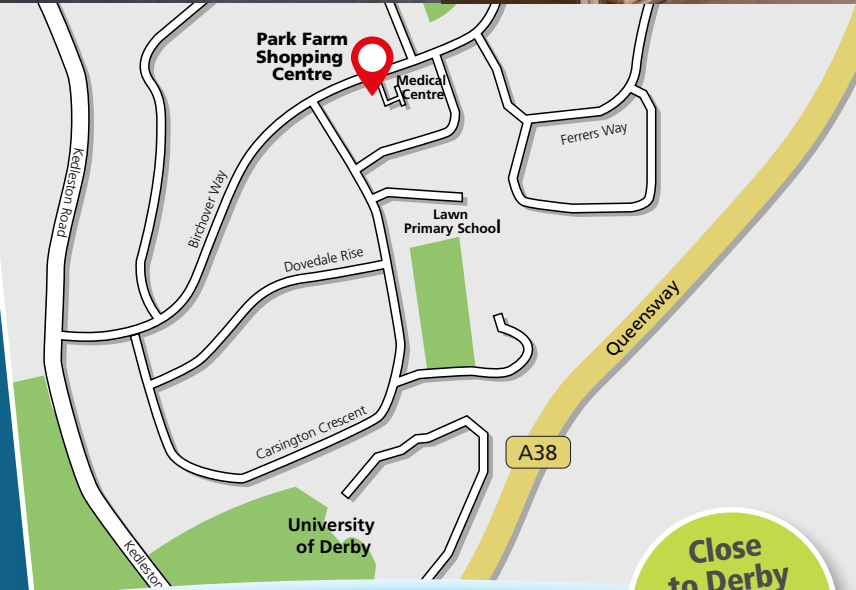 Park Farm
Shopping
Centre
Medical
Centre
Ferrers Way
Kedleston Road
Birchover Way
Lawn
Primary School
Dovedale Rise
Queensway
Carsington Crescent
A38
University
of Derby
Kedleston
Close
to Derby